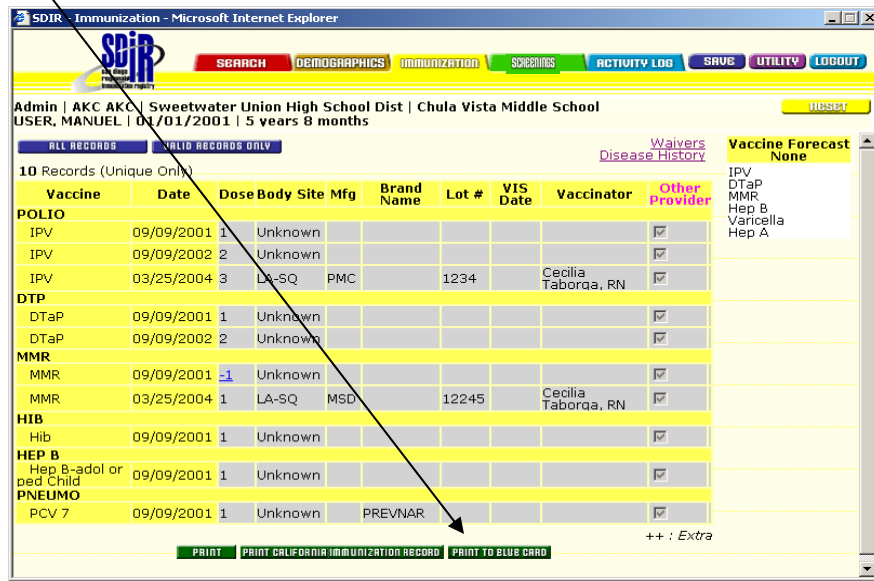 SDIR - Immunization - Microsoft Internet Explorer
SDIR
san diego
regional
Immunization registry
SEARCH DEMOGRAPHICS IMMUNIZATION SCREENINGS ACTIVITY LOG SAVE UTILITY LOGOUT
Admin | AKC AKC | Sweetwater Union High School Dist | Chula Vista Middle School
USER, MANUEL | 01/01/2001 | 5 years 8 months
RESET
ALL RECORDS VALID RECORDS ONLY
Waivers
Disease History
10 Records (Unique Only)
Vaccine Date Dose Body Site Mfg Brand Name Lot # VIS Date Vaccinator Other Provider
POLIO
IPV 09/09/2001 1 Unknown
IPV 09/09/2002 2 Unknown
IPV 03/25/2004 3 LA-SQ PMC 1234 Cecilia Taborga, RN
DTP
DTaP 09/09/2001 1 Unknown
DTaP 09/09/2002 2 Unknown
MMR
MMR 09/09/2001 -1 Unknown
MMR 03/25/2004 1 LA-SQ MSD 12245 Cecilia Taborga, RN
HIB
Hib 09/09/2001 1 Unknown
HEP B
Hep B-adol or ped Child 09/09/2001 1 Unknown
PNEUMO
PCV 7 09/09/2001 1 Unknown PREVNAR
++ : Extra
PRINT PRINT CALIFORNIA IMMUNIZATION RECORD PRINT TO BLUE CARD
Vaccine Forecast
None
IPV
DTaP
MMR
Hep B
Varicella
Hep A